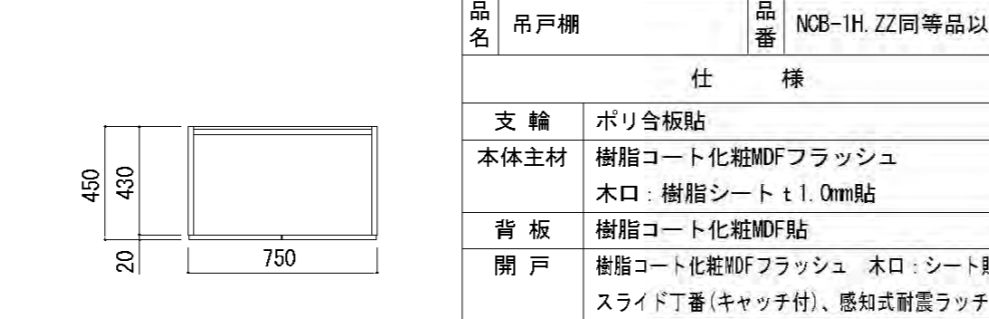 品名 吊戸棚 品番 NCB-1H.ZZ同等品以
仕 様
支 輪 ポリ合板貼
本体主材 樹脂コート化粧MDFフラッシュ
木口：樹脂シート t1.0mm貼
背 板 樹脂コート化粧MDF貼
開 戸 樹脂コート化粧MDFフラッシュ 木口：シート貼
スライド丁番(キャッチ付)、感知式耐震ラッチ
450
430
20
750